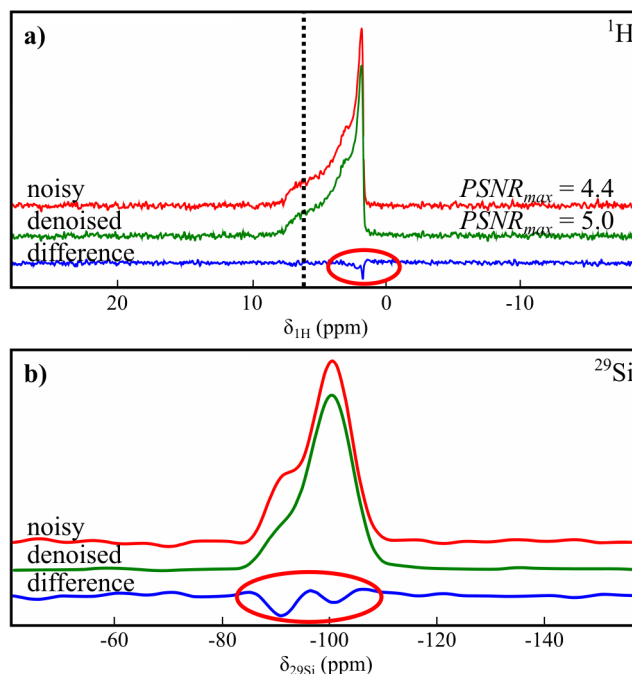 a)
¹H
noisy
PSNRmax = 4.4
denoised
PSNRmax = 5.0
difference
20
10
0
-10
δ1H (ppm)
b)
²⁹Si
noisy
denoised
difference
-60
-80
-100
-120
-140
δ29Si (ppm)